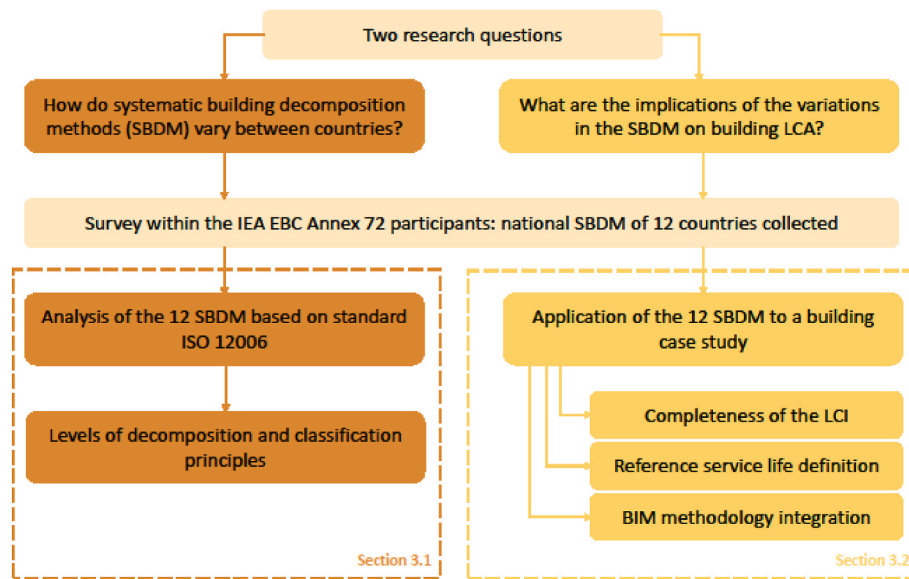 Two research questions
How do systematic building decomposition
methods (SBDM) vary between countries?
What are the implications of the variations
in the SBDM on building LCA?
Survey within the IEA EBC Annex 72 participants: national SBDM of 12 countries collected
Analysis of the 12 SBDM based on standard
ISO 12006
Levels of decomposition and classification
principles
Section 3.1
Application of the 12 SBDM to a building
case study
Completeness of the LCI
Reference service life definition
BIM methodology integration
Section 3.2